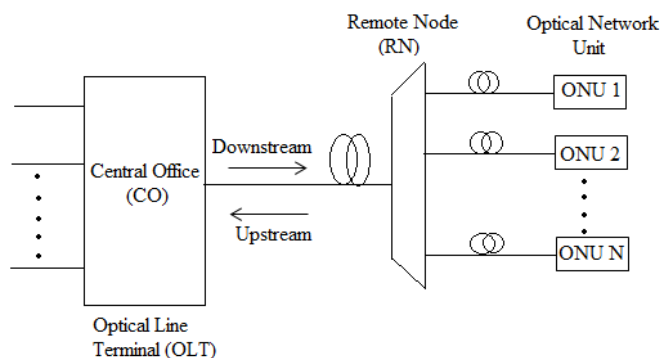 Remote Node
(RN)
Optical Network
Unit
ONU 1
Downstream
ONU 2
Central Office
(CO)
Upstream
ONU N
Optical Line
Terminal (OLT)